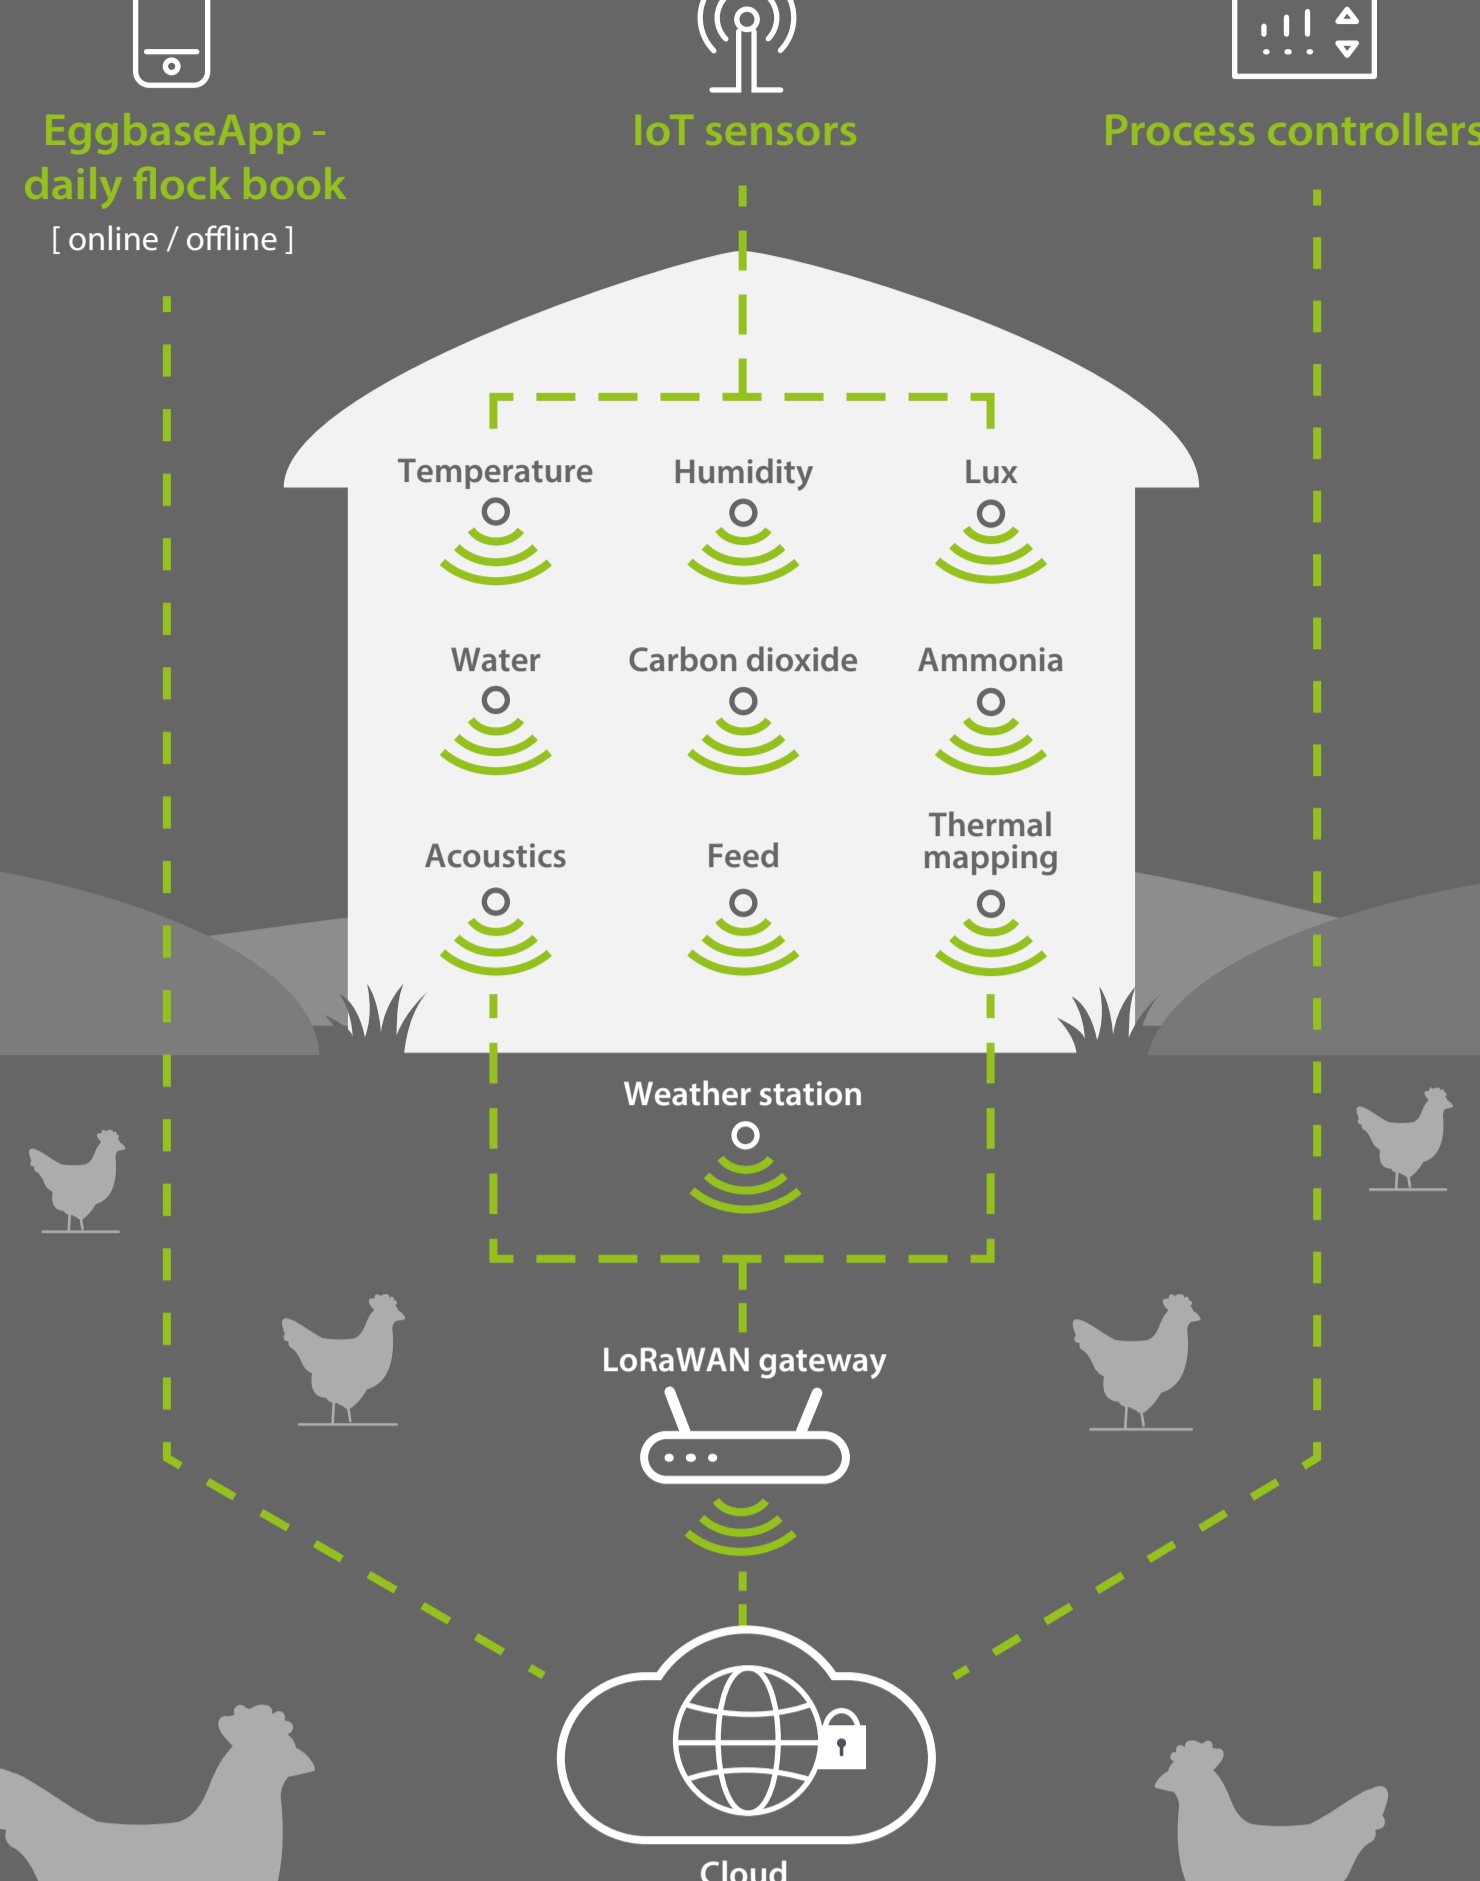 EggbaseApp -
daily flock book
[ online / offline ]
IoT sensors
Process controllers
Temperature
Humidity
Lux
Water
Carbon dioxide
Ammonia
Acoustics
Feed
Thermal
mapping
Weather station
LoRaWAN gateway
Cloud